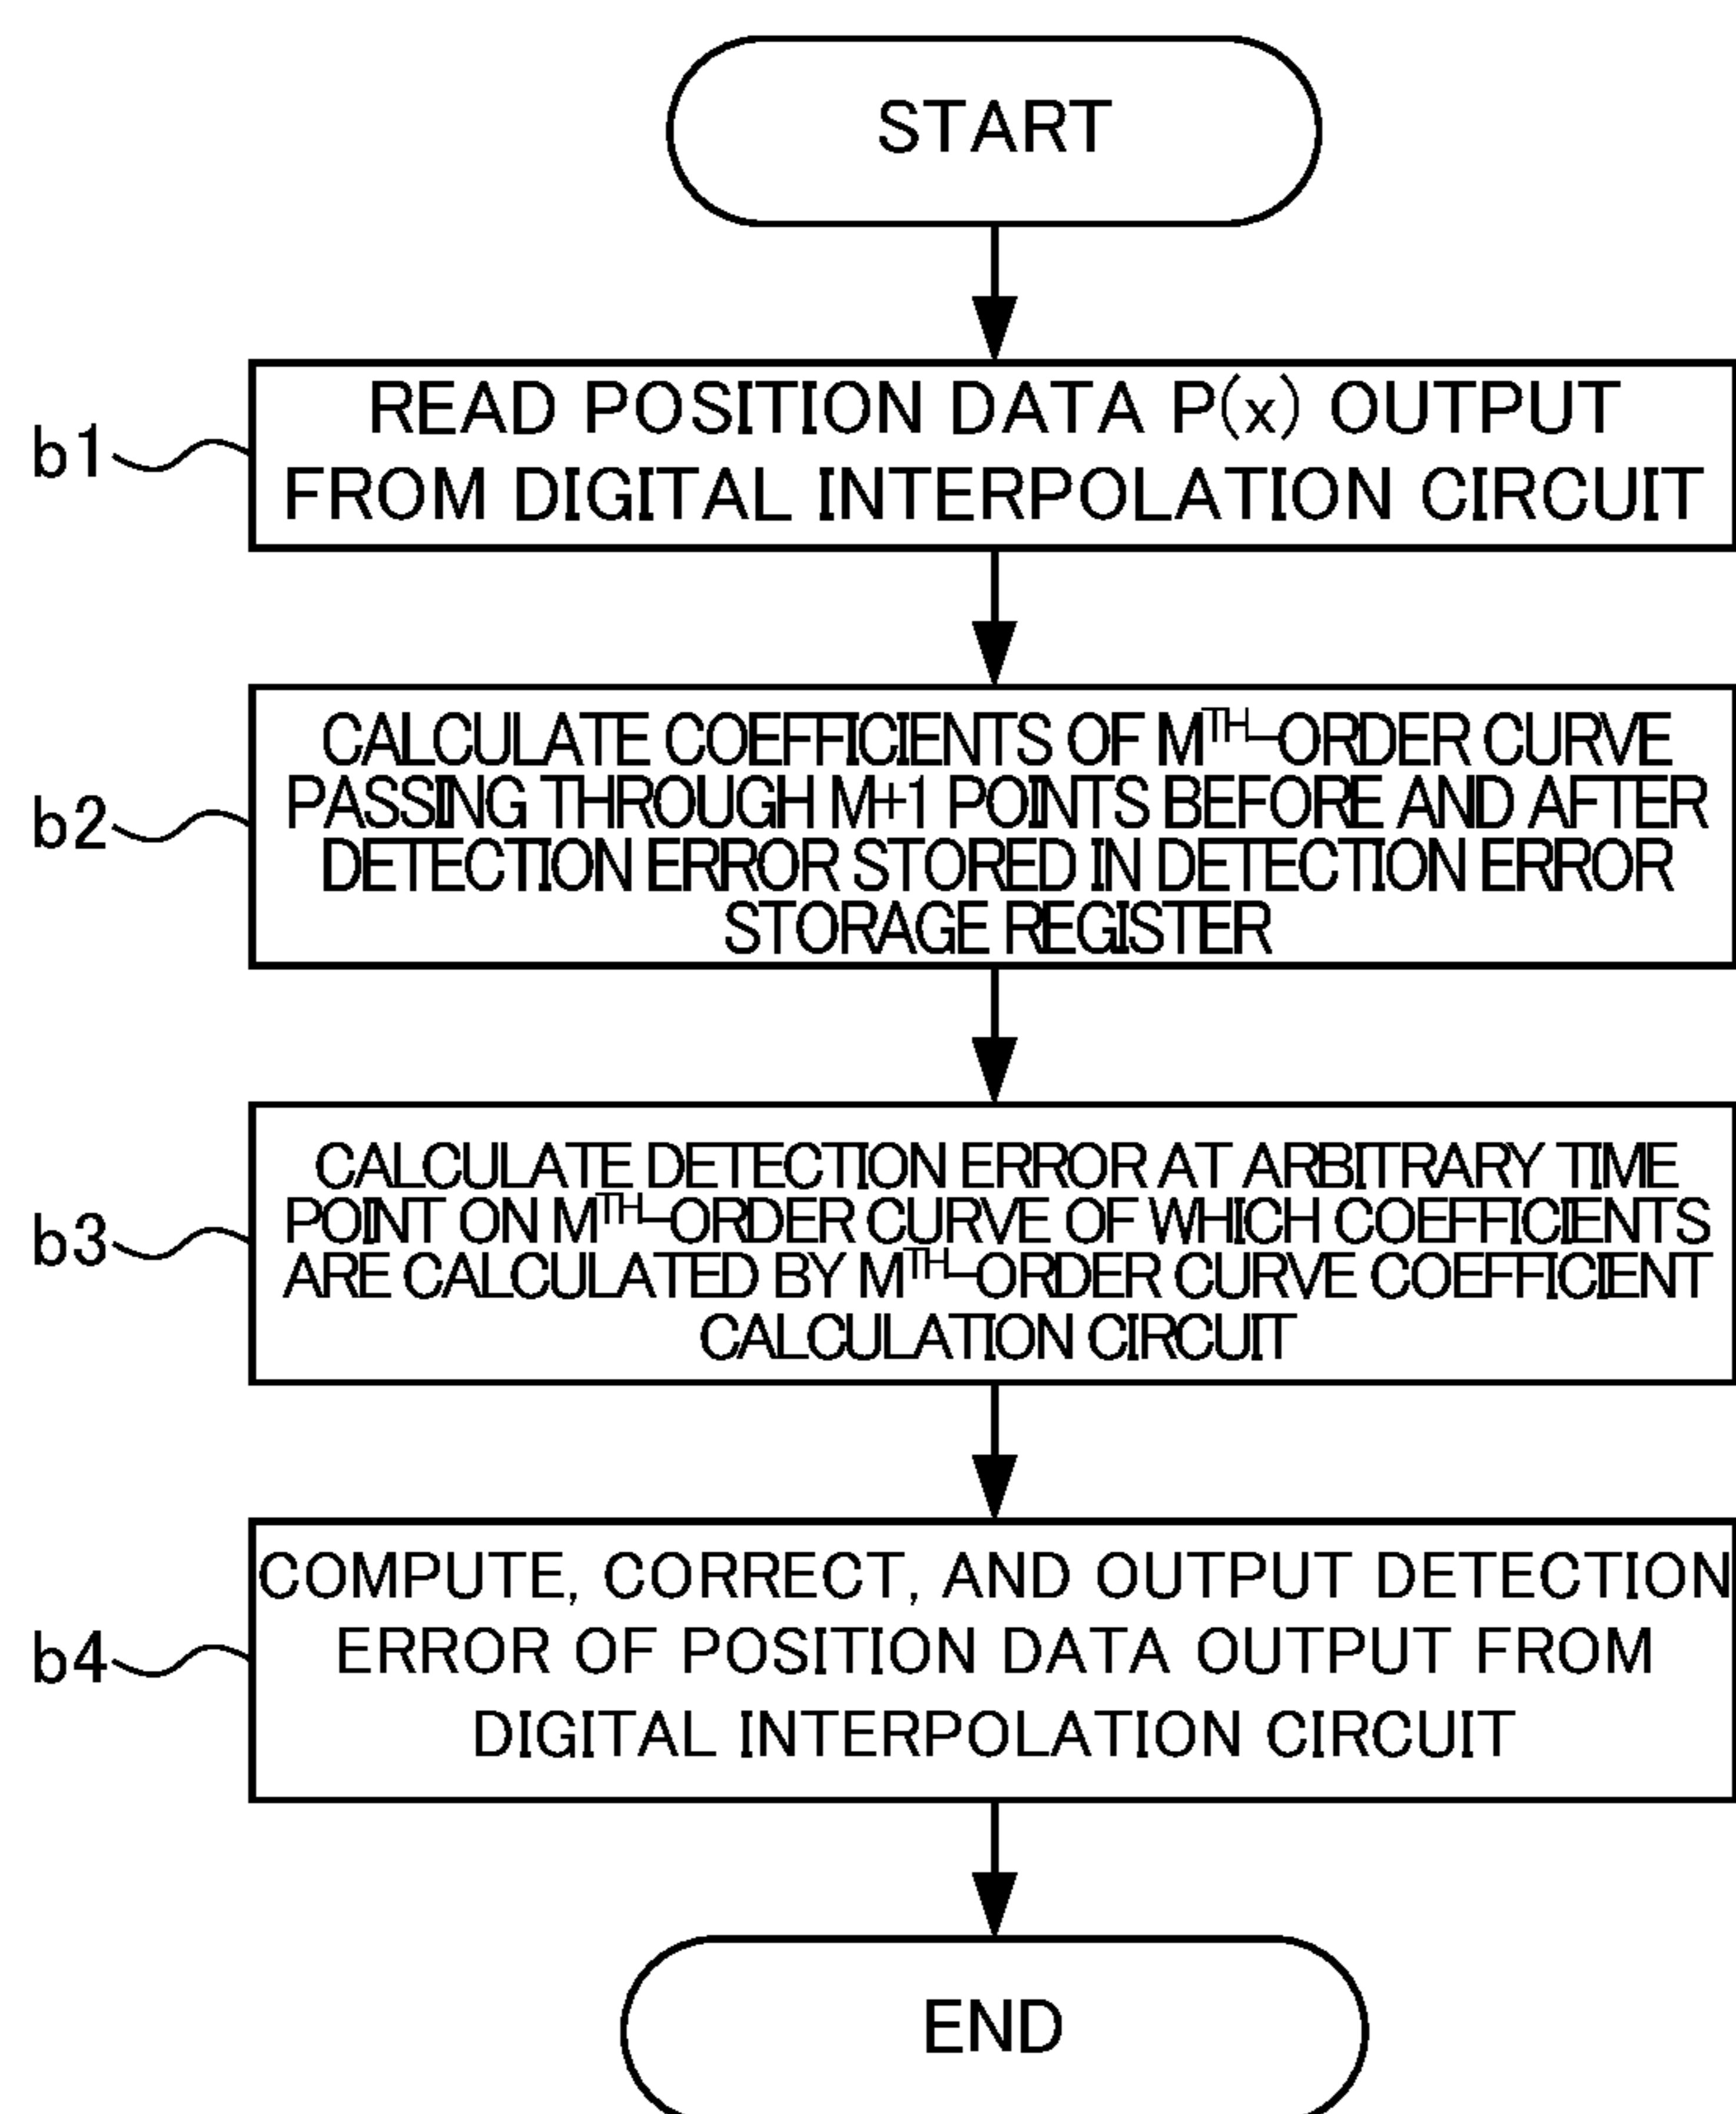 START
b1
READ POSITION DATA P(x) OUTPUT
FROM DIGITAL INTERPOLATION CIRCUIT
b2
CALCULATE COEFFICIENTS OF MTH-ORDER CURVE
PASSING THROUGH M+1 POINTS BEFORE AND AFTER
DETECTION ERROR STORED IN DETECTION ERROR
STORAGE REGISTER
b3
CALCULATE DETECTION ERROR AT ARBITRARY TIME
POINT ON MTH-ORDER CURVE OF WHICH COEFFICIENTS
ARE CALCULATED BY MTH-ORDER CURVE COEFFICIENT
CALCULATION CIRCUIT
b4
COMPUTE, CORRECT, AND OUTPUT DETECTION
ERROR OF POSITION DATA OUTPUT FROM
DIGITAL INTERPOLATION CIRCUIT
END